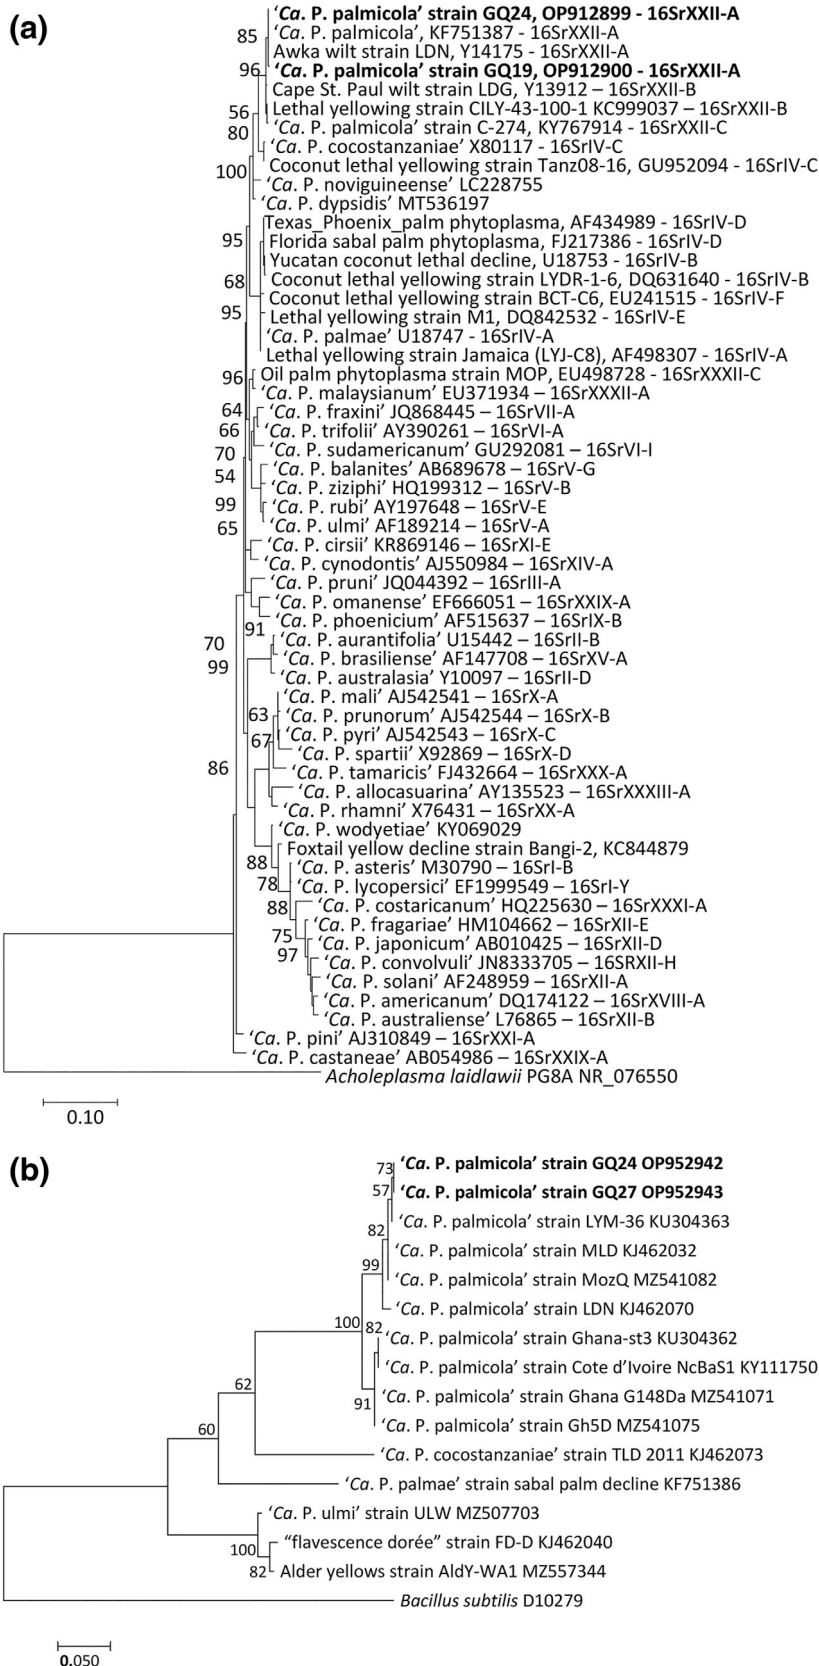 (a)
'Ca. P. palmicola' strain GQ24, OP912899 - 16SrXXII-A
85
'Ca. P. palmicola', KF751387 - 16SrXXII-A
Awka wilt strain LDN, Y14175 - 16SrXXII-A
96
'Ca. P. palmicola' strain GQ19, OP912900 - 16SrXXII-A
Cape St. Paul wilt strain LDG, Y13912 – 16SrXXII-B
56
Lethal yellowing strain CILY-43-100-1 KC999037 – 16SrXXII-B
80
'Ca. P. palmicola' strain C-274, KY767914 - 16SrXXII-C
'Ca. P. cocostanzaniae' X80117 - 16SrIV-C
Coconut lethal yellowing strain Tanz08-16, GU952094 - 16SrIV-C
100
'Ca. P. noviguineense' LC228755
'Ca. P. dypsidis' MT536197
Texas_Phoenix_palm phytoplasma, AF434989 - 16SrIV-D
95
Florida sabal palm phytoplasma, FJ217386 - 16SrIV-D
Yucatan coconut lethal decline, U18753 - 16SrIV-B
68
Coconut lethal yellowing strain LYDR-1-6, DQ631640 - 16SrIV-B
Coconut lethal yellowing strain BCT-C6, EU241515 - 16SrIV-F
95
Lethal yellowing strain M1, DQ842532 - 16SrIV-E
'Ca. P. palmae' U18747 - 16SrIV-A
Lethal yellowing strain Jamaica (LYJ-C8), AF498307 - 16SrIV-A
96
Oil palm phytoplasma strain MOP, EU498728 - 16SrXXXII-C
'Ca. P. malaysianum' EU371934 – 16SrXXXII-A
64
'Ca. P. fraxini' JQ868445 – 16SrVII-A
66
'Ca. P. trifolii' AY390261 – 16SrVI-A
70
'Ca. P. sudamericanum' GU292081 – 16SrVI-I
54
'Ca. P. balanites' AB689678 – 16SrV-G
'Ca. P. ziziphi' HQ199312 – 16SrV-B
99
'Ca. P. rubi' AY197648 – 16SrV-E
65
'Ca. P. ulmi' AF189214 – 16SrV-A
'Ca. P. cirsii' KR869146 – 16SrXI-E
'Ca. P. cynodontis' AJ550984 – 16SrXIV-A
'Ca. P. pruni' JQ044392 – 16SrIII-A
'Ca. P. omanense' EF666051 – 16SrXXIX-A
'Ca. P. phoenicium' AF515637 – 16SrIX-B
91
'Ca. P. aurantifolia' U15442 – 16SrII-B
70
'Ca. P. brasiliense' AF147708 – 16SrXV-A
99
'Ca. P. australasia' Y10097 – 16SrII-D
'Ca. P. mali' AJ542541 – 16SrX-A
63
'Ca. P. prunorum' AJ542544 – 16SrX-B
'Ca. P. pyri' AJ542543 – 16SrX-C
67
'Ca. P. spartii' X92869 – 16SrX-D
86
'Ca. P. tamaricis' FJ432664 – 16SrXXX-A
'Ca. P. allocasuarina' AY135523 – 16SrXXXIII-A
'Ca. P. rhamni' X76431 – 16SrXX-A
'Ca. P. wodyetiae' KY069029
Foxtail yellow decline strain Bangi-2, KC844879
88
'Ca. P. asteris' M30790 – 16SrI-B
78
'Ca. P. lycopersici' EF1999549 – 16SrI-Y
88
'Ca. P. costaricanum' HQ225630 – 16SrXXXI-A
'Ca. P. fragariae' HM104662 – 16SrXII-E
75
'Ca. P. japonicum' AB010425 – 16SrXII-D
97
'Ca. P. convolvuli' JN8333705 – 16SRXII-H
'Ca. P. solani' AF248959 – 16SrXII-A
'Ca. P. americanum' DQ174122 – 16SrXVIII-A
'Ca. P. australiense' L76865 – 16SrXII-B
'Ca. P. pini' AJ310849 – 16SrXXI-A
'Ca. P. castaneae' AB054986 – 16SrXXIX-A
Acholeplasma laidlawii PG8A NR_076550
0.10
(b)
73
'Ca. P. palmicola' strain GQ24 OP952942
57
'Ca. P. palmicola' strain GQ27 OP952943
'Ca. P. palmicola' strain LYM-36 KU304363
82
'Ca. P. palmicola' strain MLD KJ462032
99
'Ca. P. palmicola' strain MozQ MZ541082
'Ca. P. palmicola' strain LDN KJ462070
100
82
'Ca. P. palmicola' strain Ghana-st3 KU304362
'Ca. P. palmicola' strain Cote d'Ivoire NcBaS1 KY111750
62
91
'Ca. P. palmicola' strain Ghana G148Da MZ541071
'Ca. P. palmicola' strain Gh5D MZ541075
60
'Ca. P. cocostanzaniae' strain TLD 2011 KJ462073
'Ca. P. palmae' strain sabal palm decline KF751386
'Ca. P. ulmi' strain ULW MZ507703
100
"flavescence dorée" strain FD-D KJ462040
82
Alder yellows strain AldY-WA1 MZ557344
Bacillus subtilis D10279
0.050